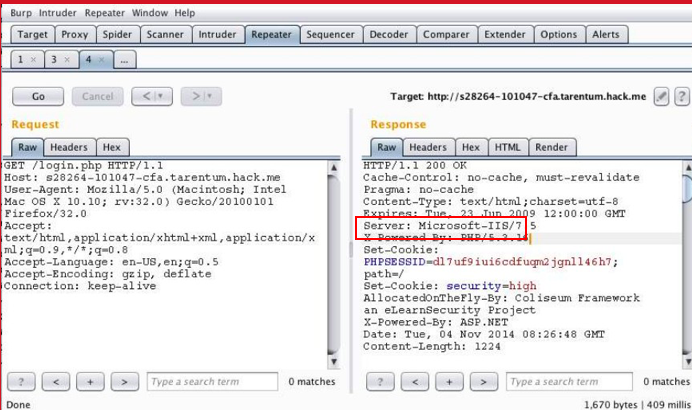 Burp Intruder Repeater Window Help
Target Proxy Spider Scanner Intruder Repeater Sequencer Decoder Comparer Extender Options Alerts
1 × 3 × 4 × ...
Go Cancel < > Target: http://s28264-101047-cfa.tarentum.hack.me ?
Request
Raw Headers Hex
GET /login.php HTTP/1.1
Host: s28264-101047-cfa.tarentum.hack.me
User-Agent: Mozilla/5.0 (Macintosh; Intel
Mac OS X 10.10; rv:32.0) Gecko/20100101
Firefox/32.0
Accept:
text/html,application/xhtml+xml,application/x
ml;q=0.9,*/*;q=0.8
Accept-Language: en-US,en;q=0.5
Accept-Encoding: gzip, deflate
Connection: keep-alive
? < + > Type a search term 0 matches
Response
Raw Headers Hex HTML Render
HTTP/1.1 200 OK
Cache-Control: no-cache, must-revalidate
Pragma: no-cache
Content-Type: text/html;charset=utf-8
Expires: Tue, 23 Jun 2009 12:00:00 GMT
Server: Microsoft-IIS/7.5
X-Powered-By:
Set-Cookie:
PHPSESSID=dl7uf9iui6cdfuqm2jgnll46h7;
path=/
Set-Cookie: security=high
AllocatedOnTheFly-By: Coliseum Framework
an eLearnSecurity Project
X-Powered-By: ASP.NET
Date: Tue, 04 Nov 2014 08:26:48 GMT
Content-Length: 1224
? < + > Type a search term 0 matches
Done 1,670 bytes | 409 millis